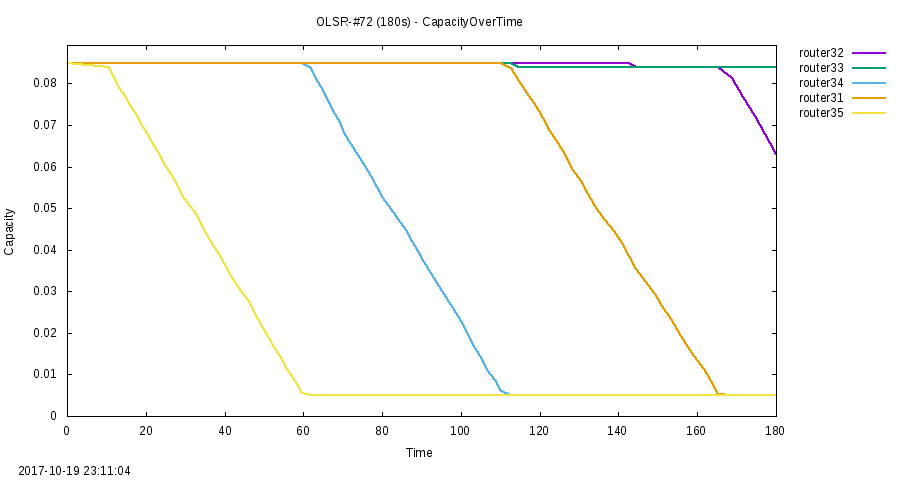 OLSR-#72 (180s) - CapacityOverTime
router32
router33
router34
router31
router35
0.08
0.07
0.06
0.05
0.04
0.03
0.02
0.01
0
Capacity
0 20 40 60 80 100 120 140 160 180
Time
2017-10-19 23:11:04